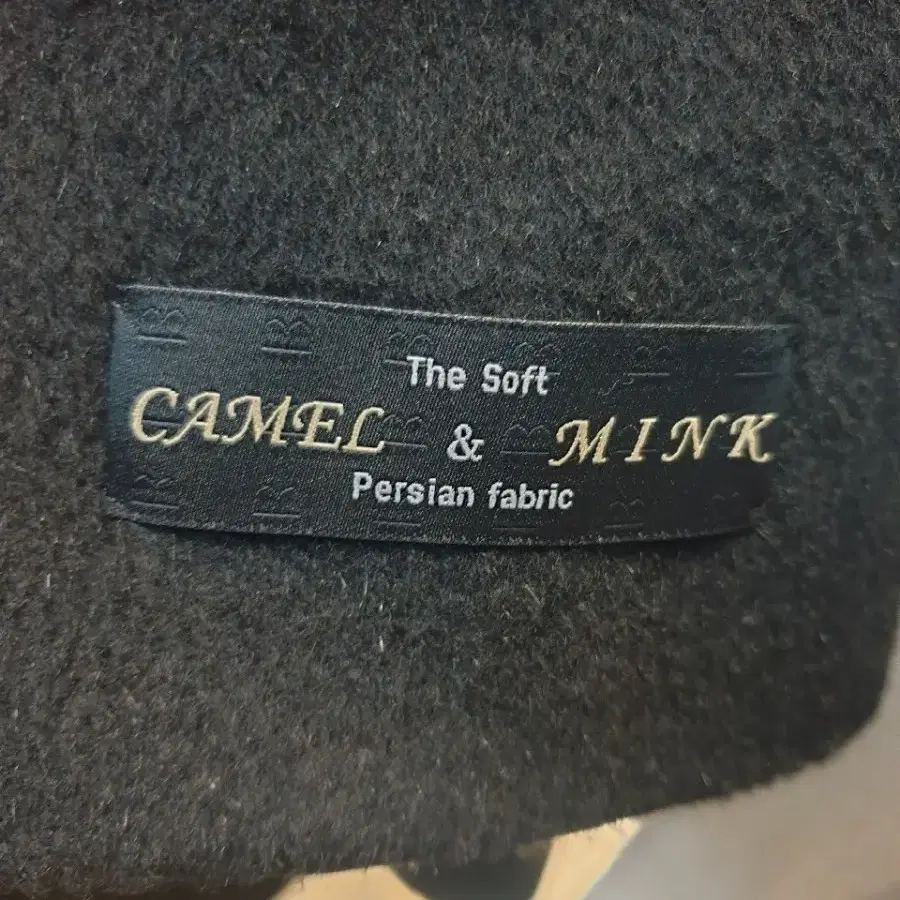 The Soft
CAMEL & MINK
Persian fabric